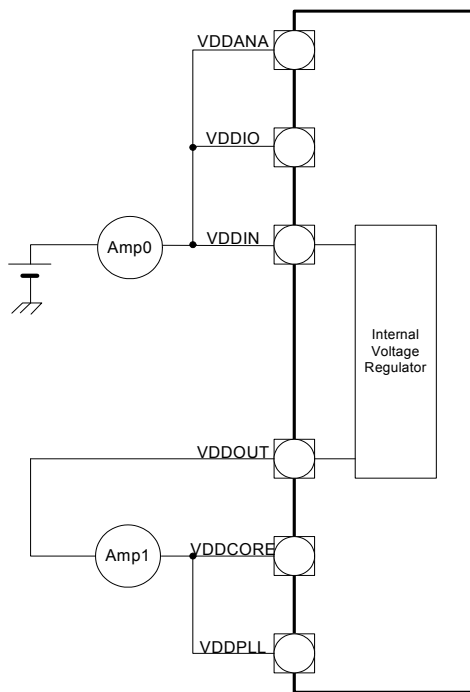 VDDANA
VDDIO
Amp0
VDDIN
Internal
Voltage
Regulator
VDDOUT
Amp1
VDDCORE
VDDPLL